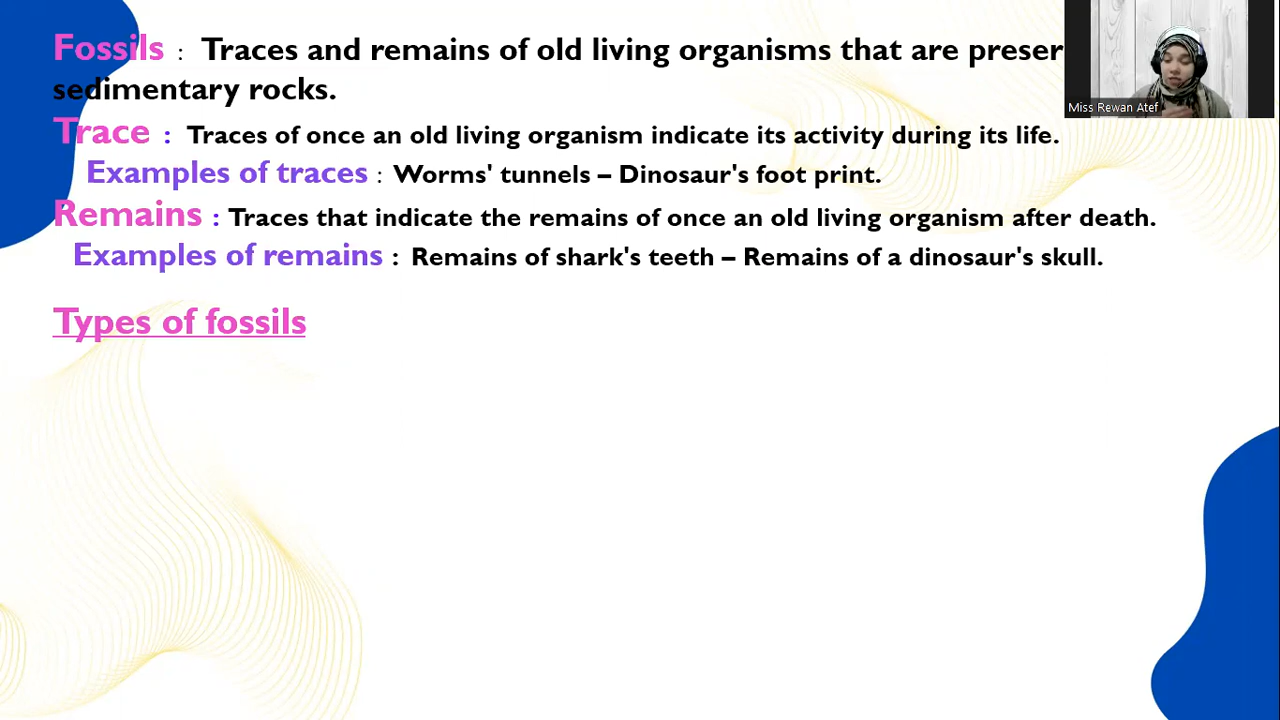 Fossils : Traces and remains of old living organisms that are
sedimentary rocks.
Trace : Traces of once an old living organism indicate its activity during its life.
Examples of traces : Worms' tunnels – Dinosaur's foot print.
Remains : Traces that indicate the remains of once an old living organism after death.
Examples of remains : Remains of shark's teeth – Remains of a dinosaur's skull.
Types of fossils
Miss Rewan Atef